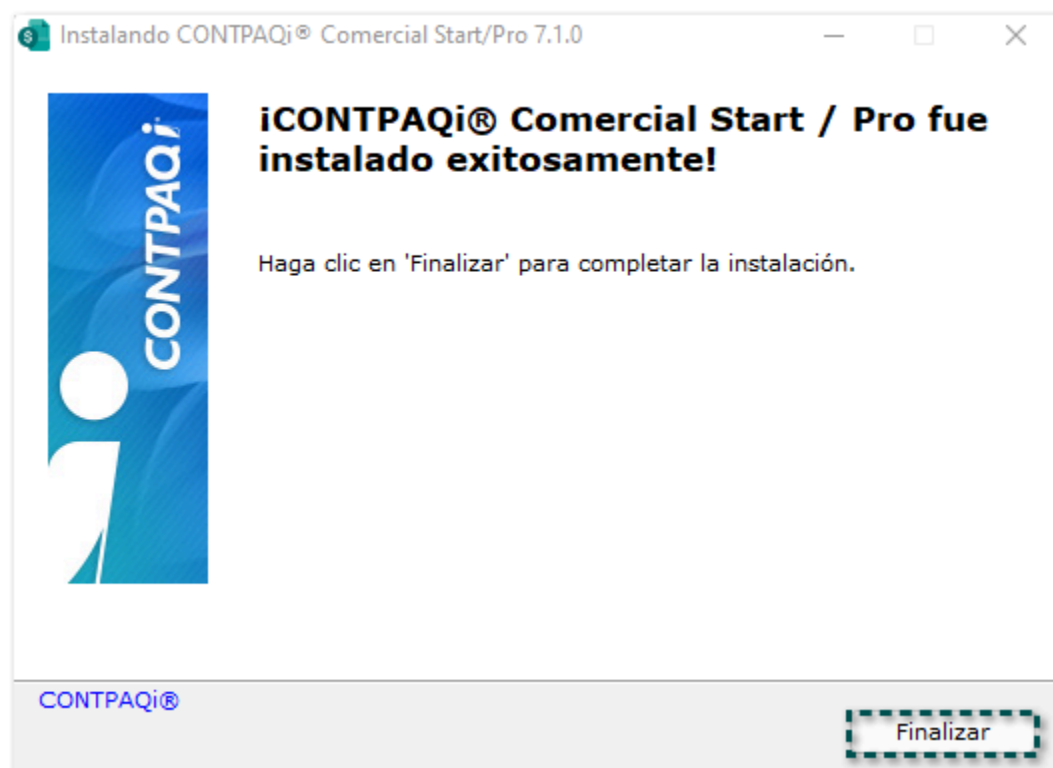 Instalando CONTPAQi® Comercial Start/Pro 7.1.0
CONTPAQi
iCONTPAQi® Comercial Start / Pro fue
instalado exitosamente!
Haga clic en 'Finalizar' para completar la instalación.
CONTPAQi®
Finalizar